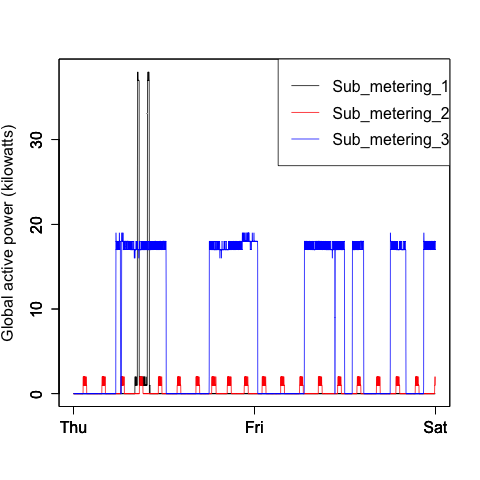 Sub_metering_1
Sub_metering_2
Sub_metering_3
Global active power (kilowatts)
30
20
10
0
Thu Fri Sat